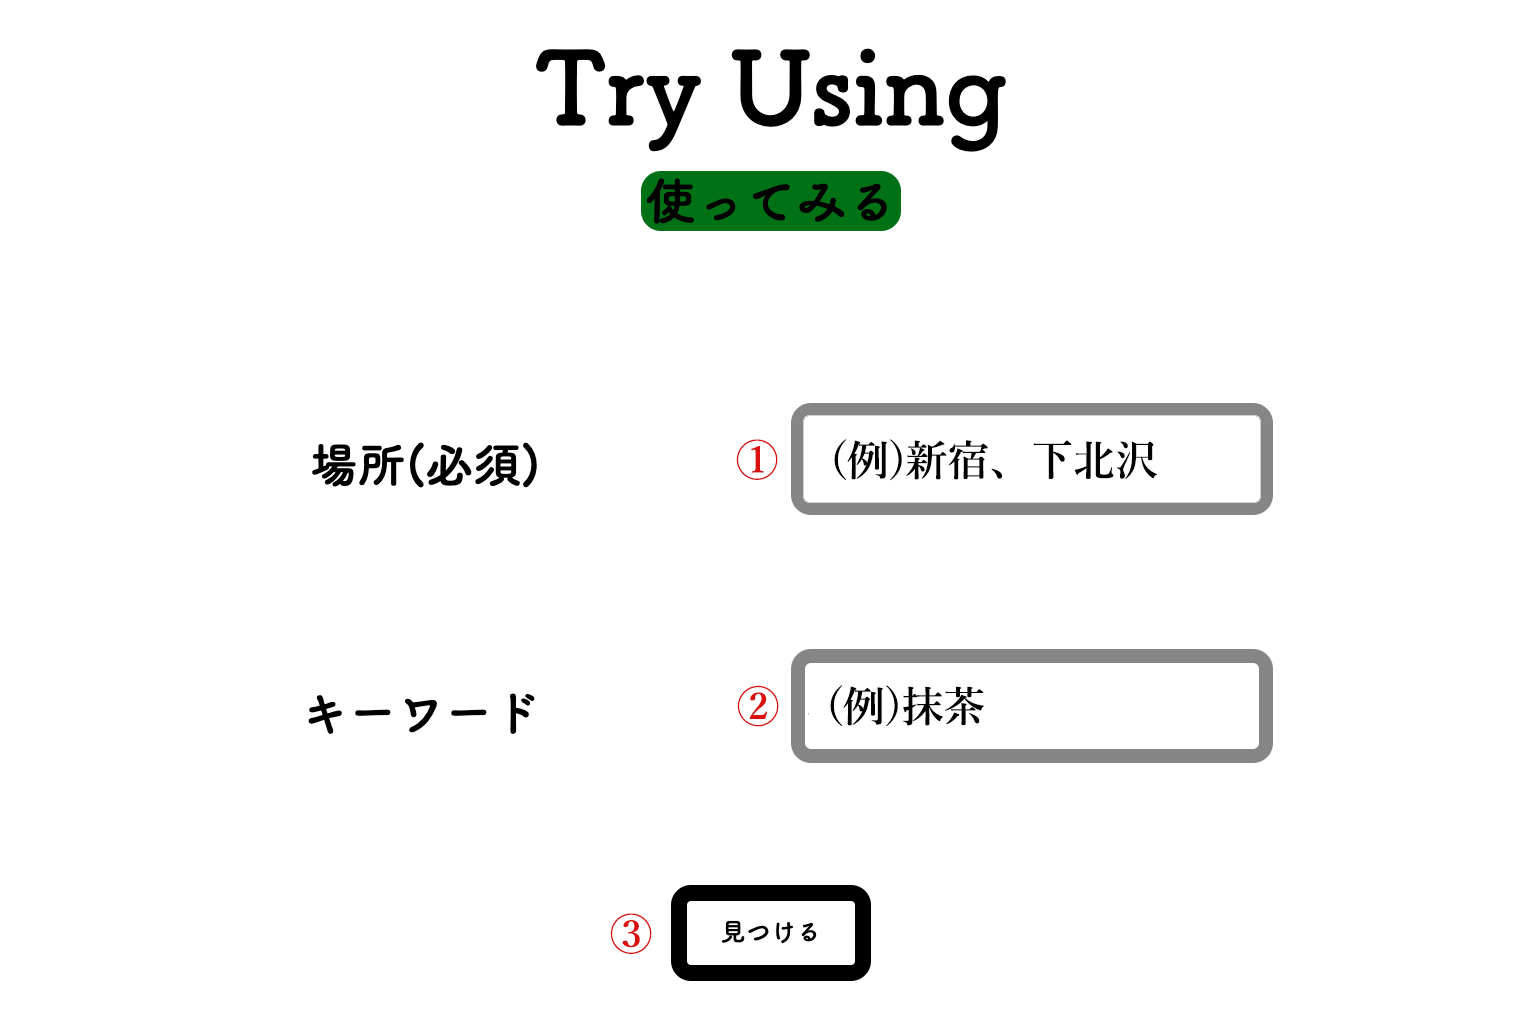 Try Using
使ってみる
場所(必須) ① (例)新宿、下北沢
キーワード ② (例)抹茶
③ 見つける